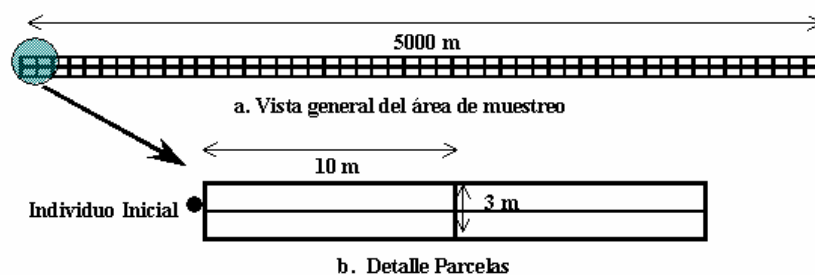 5000 m
a. Vista general del área de muestreo
10 m
Individuo Inicial
3 m
b. Detalle Parcelas